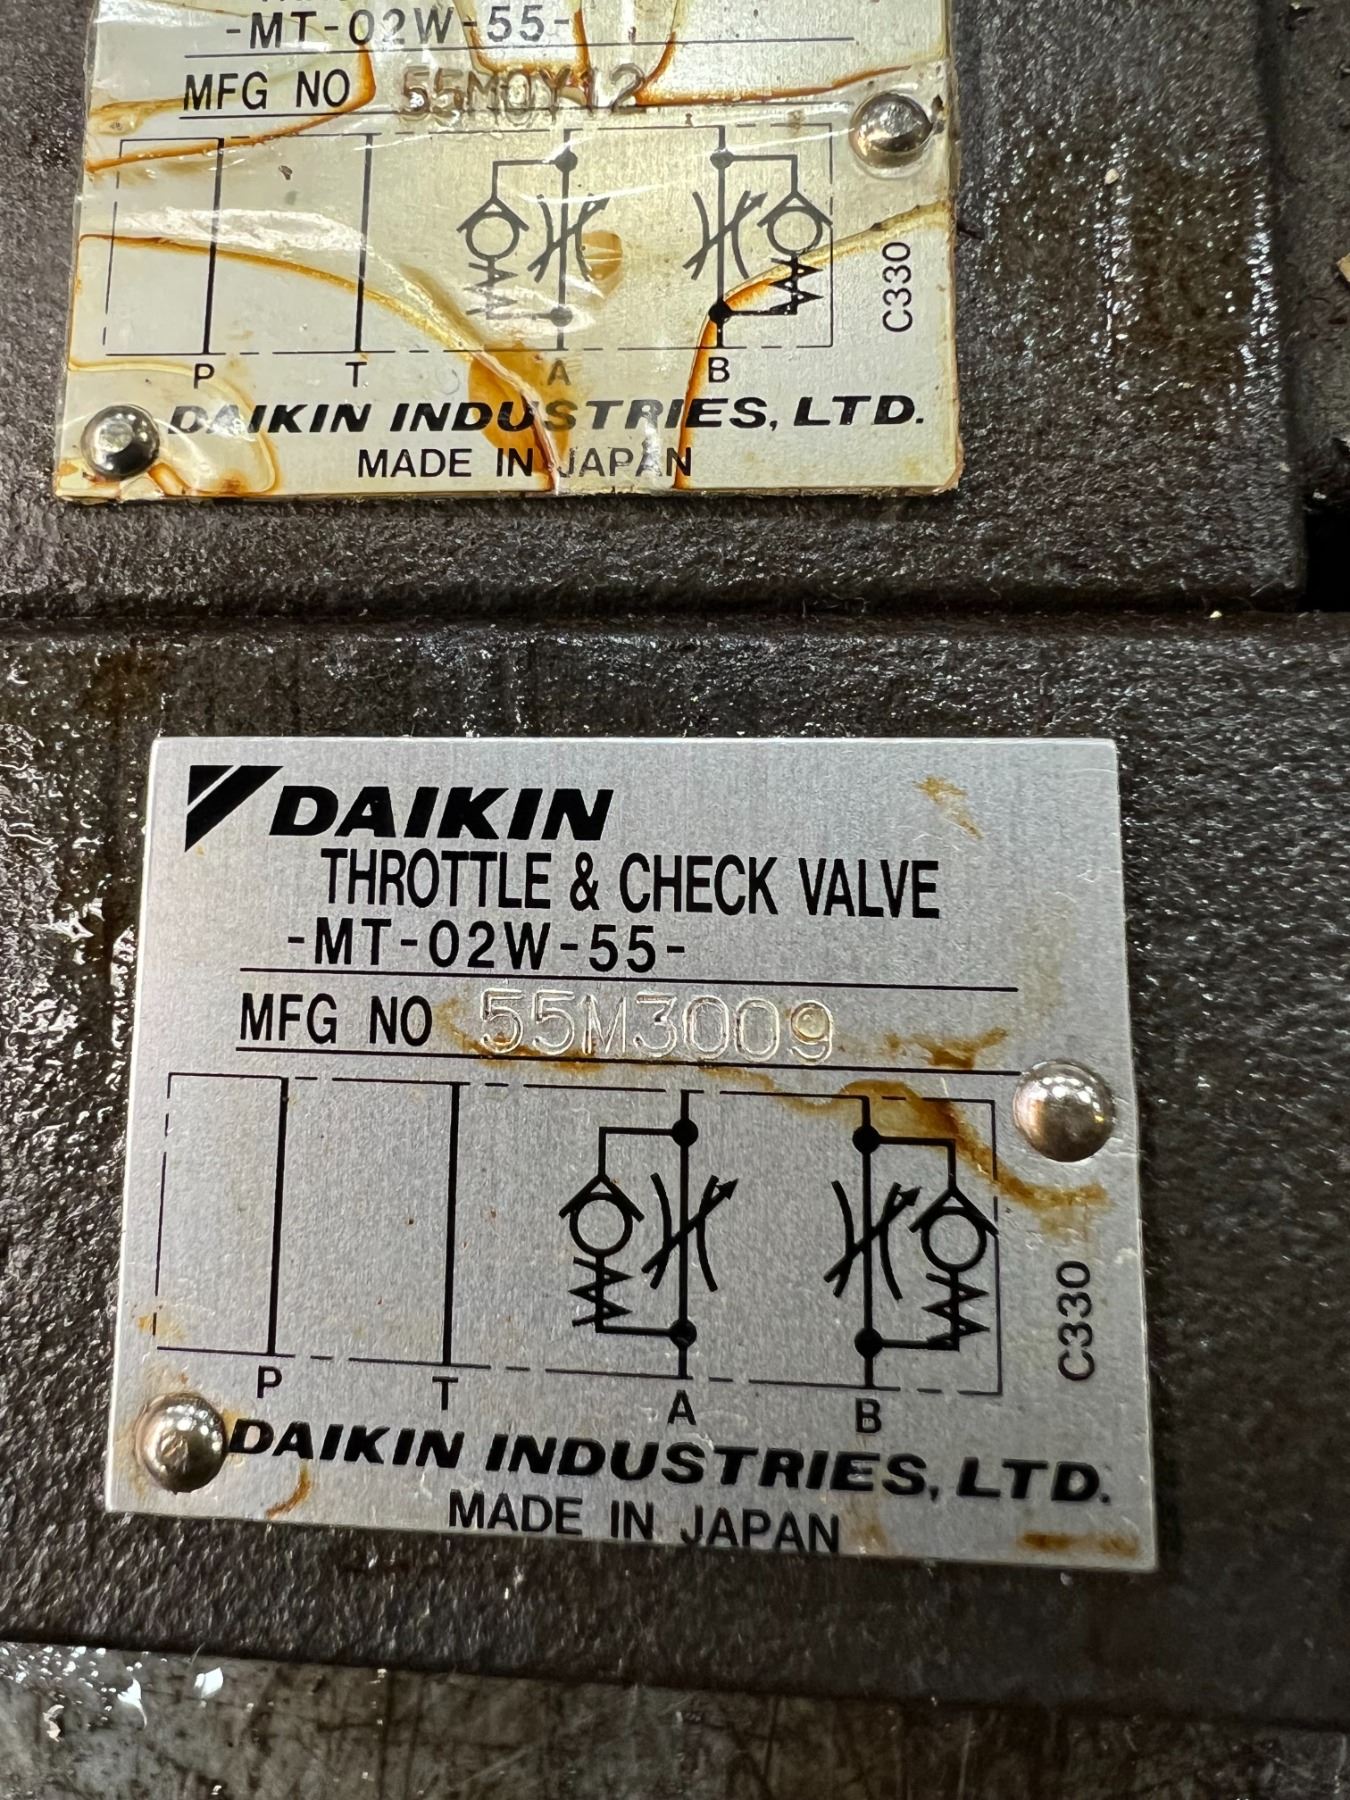 -MT-02W-55-
MFG NO 55M0Y12
C330
P T A B
DAIKIN INDUSTRIES, LTD.
MADE IN JAPAN
DAIKIN
THROTTLE & CHECK VALVE
-MT-02W-55-
MFG NO 55M3009
C330
P T A B
DAIKIN INDUSTRIES, LTD.
MADE IN JAPAN